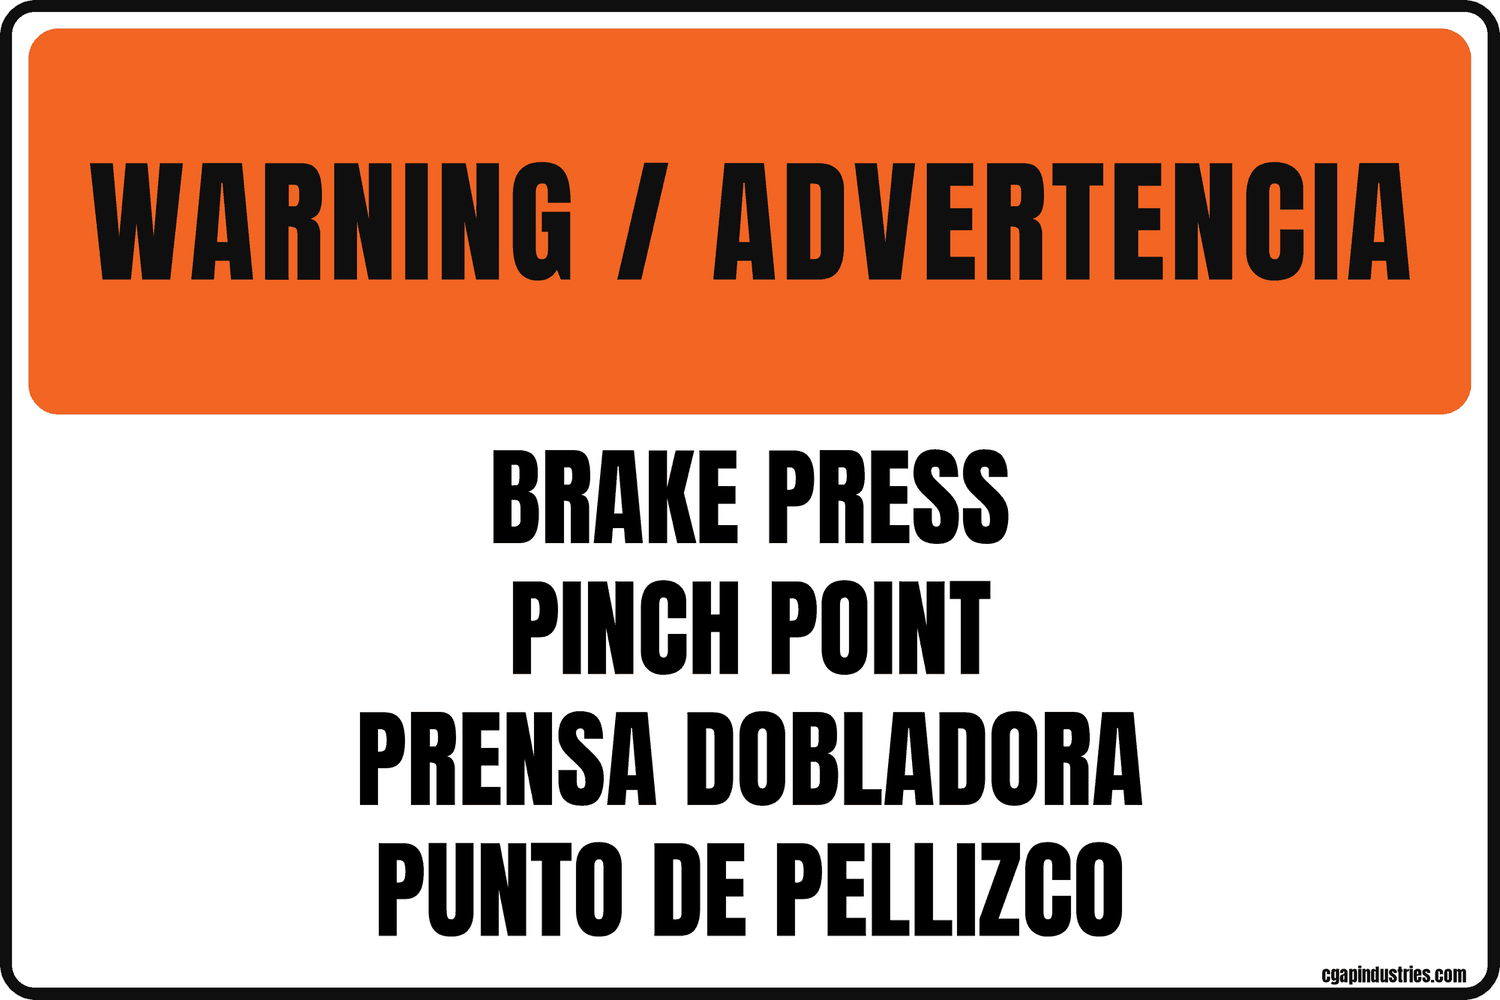 WARNING / ADVERTENCIA
BRAKE PRESS
PINCH POINT
PRENSA DOBLADORA
PUNTO DE PELLIZCO
cgapindustries.com